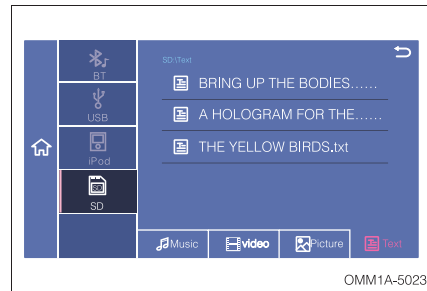 SD:\Text
BT
USB
iPod
SD
BRING UP THE BODIES......
A HOLOGRAM FOR THE......
THE YELLOW BIRDS.txt
Music
video
Picture
Text
OMM1A-5023